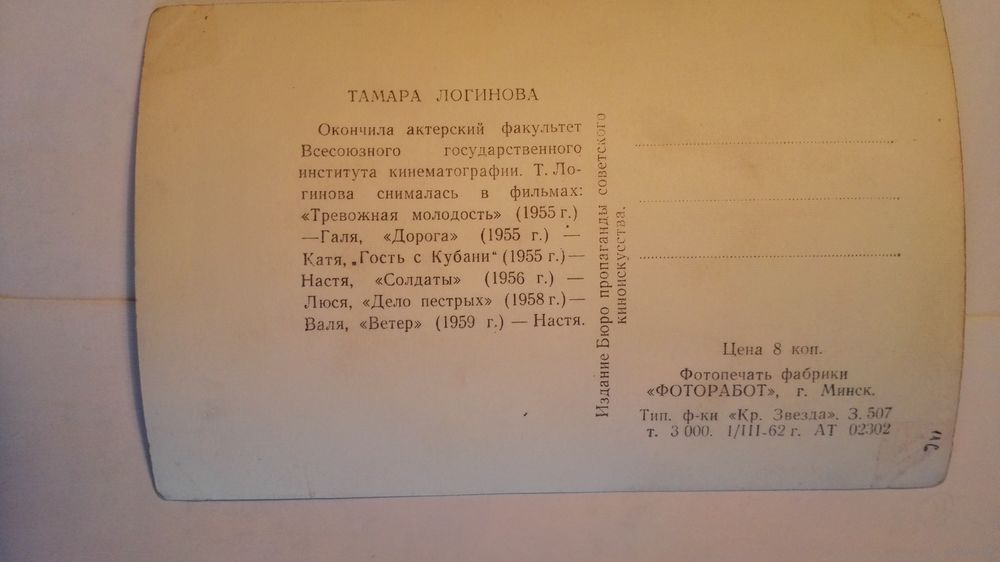 ТАМАРА ЛОГИНОВА
Окончила актерский факультет
Всесоюзного государственного
института кинематографии. Т. Ло-
гинова снималась в фильмах:
«Тревожная молодость» (1955 г.)
—Галя, «Дорога» (1955 г.) —
Катя, „Гость с Кубани“ (1955 г.)—
Настя, «Солдаты» (1956 г.) —
Люся, «Дело пестрых» (1958 г.)—
Валя, «Ветер» (1959 г.) — Настя.
Издание Бюро пропаганды советского
киноискусства.
Цена 8 коп.
Фотопечать фабрики
«ФОТОРАБОТ», г. Минск.
Тип. ф-ки «Кр. Звезда». З. 507
т. 3 000. 1/III-62 г. АТ 02302